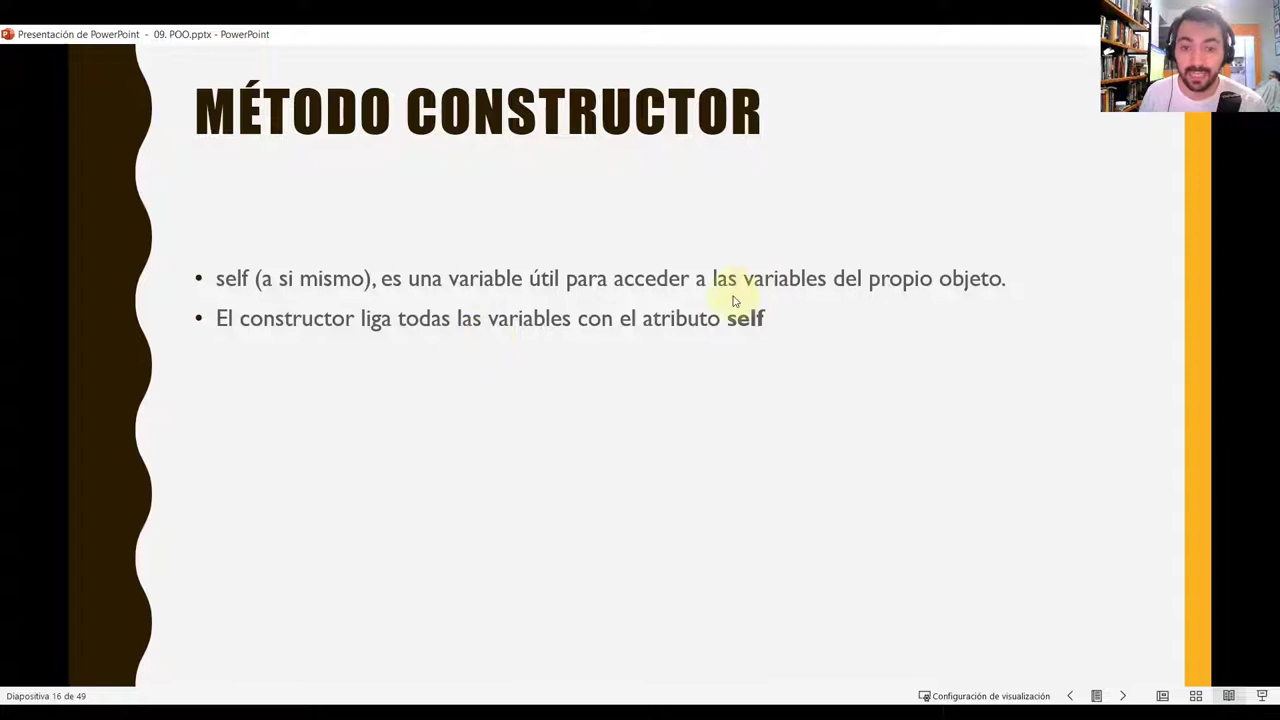 Presentación de PowerPoint - 09. POO.pptx - PowerPoint
MÉTODO CONSTRUCTOR
• self (a si mismo), es una variable útil para acceder a las variables del propio objeto.
• El constructor liga todas las variables con el atributo self
Diapositiva 16 de 49
Configuración de visualización